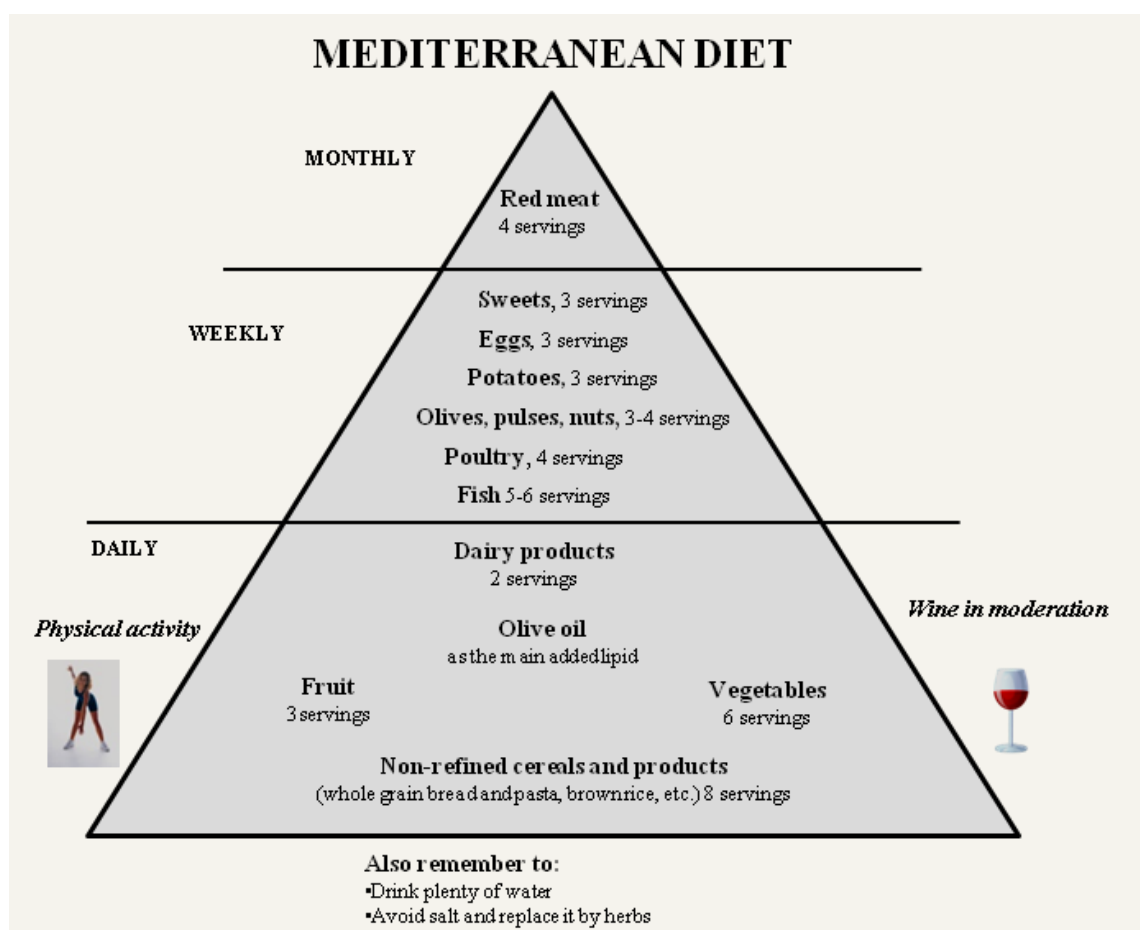 MEDITERRANEAN DIET
MONTHLY
Red meat
4 servings
Sweets, 3 servings
WEEKLY
Eggs, 3 servings
Potatoes, 3 servings
Olives, pulses, nuts, 3-4 servings
Poultry, 4 servings
Fish 5-6 servings
DAILY
Dairy products
2 servings
Wine in moderation
Physical activity
Olive oil
as the main added lipid
Fruit
3 servings
Vegetables
6 servings
Non-refined cereals and products
(whole grain bread and pasta, brown rice, etc.) 8 servings
Also remember to:
▪Drink plenty of water
▪Avoid salt and replace it by herbs